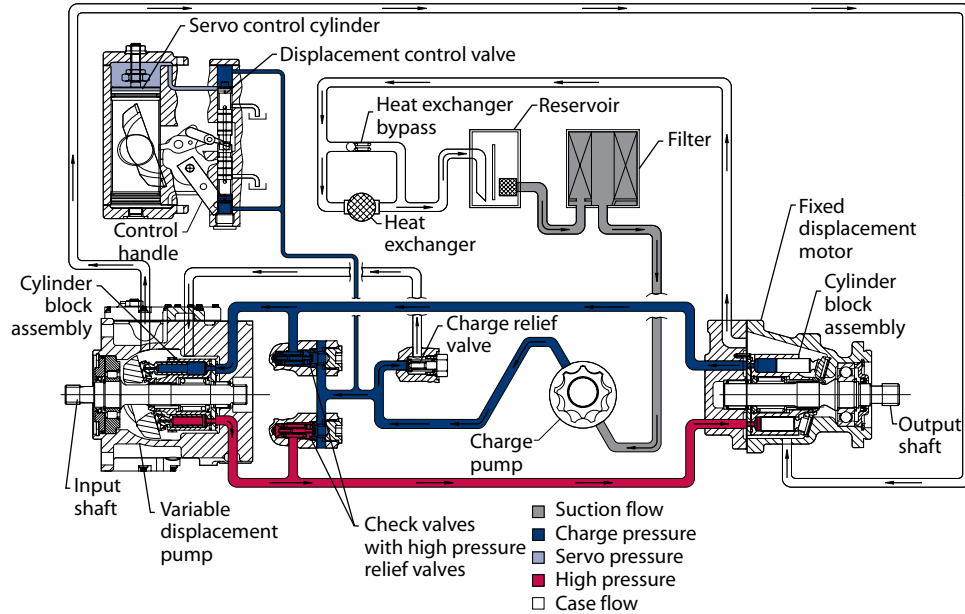 Servo control cylinder
Displacement control valve
Heat exchanger
bypass
Reservoir
Filter
Control
handle
Heat
exchanger
Fixed
displacement
motor
Cylinder
block
assembly
Cylinder
block
assembly
Charge relief
valve
Charge
pump
Output
shaft
Input
shaft
Variable
displacement
pump
Check valves
with high pressure
relief valves
Suction flow
Charge pressure
Servo pressure
High pressure
Case flow